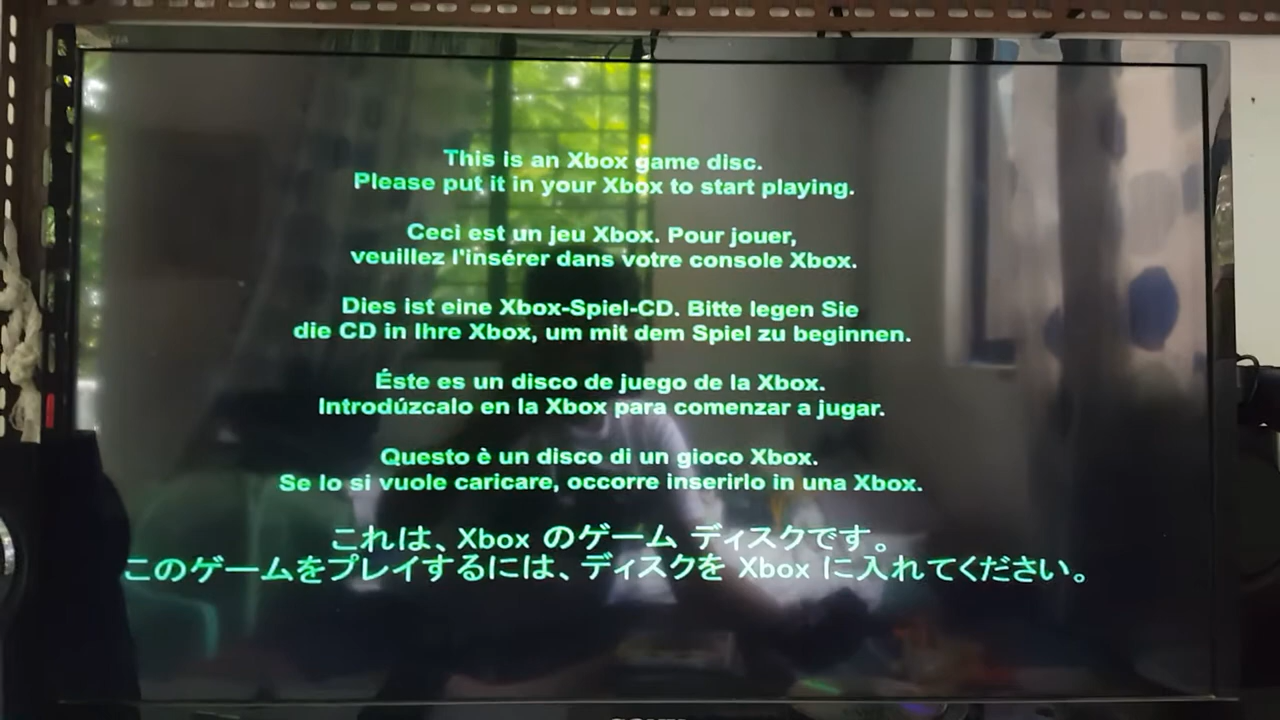 This is an Xbox game disc.
Please put it in your Xbox to start playing.
Ceci est un jeu Xbox. Pour jouer,
veuillez l'insérer dans votre console Xbox.
Dies ist eine Xbox-Spiel-CD. Bitte legen Sie
die CD in Ihre Xbox, um mit dem Spiel zu beginnen.
Éste es un disco de juego de la Xbox.
Introdúzcalo en la Xbox para comenzar a jugar.
Questo è un disco di un gioco Xbox.
Se lo si vuole caricare, occorre inserirlo in una Xbox.
これは、Xbox のゲーム ディスクです。
このゲームをプレイするには、ディスクを Xbox に入れてください。